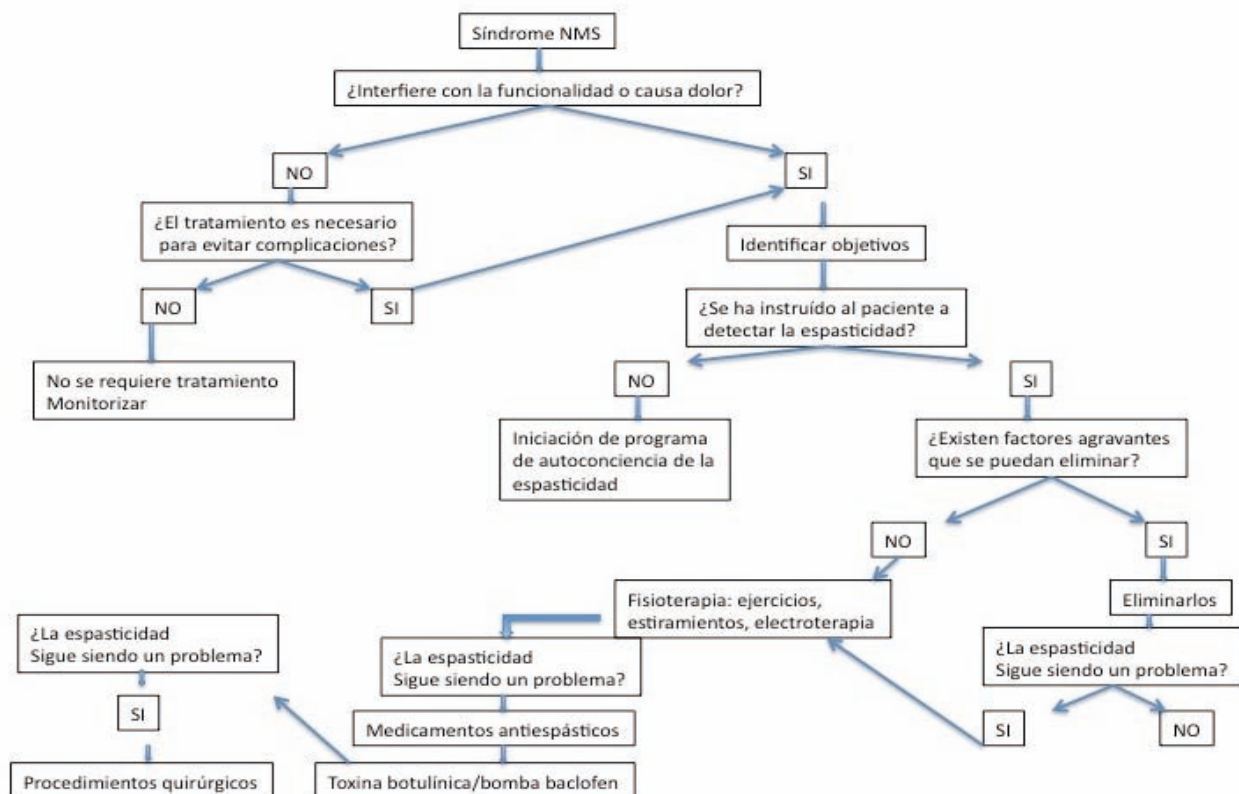 Síndrome NMS
¿Interfiere con la funcionalidad o causa dolor?
NO
SI
¿El tratamiento es necesario
para evitar complicaciones?
Identificar objetivos
NO
SI
¿Se ha instruído al paciente a
detectar la espasticidad?
No se requiere tratamiento
Monitorizar
NO
SI
Iniciación de programa
de autoconciencia de la
espasticidad
¿Existen factores agravantes
que se puedan eliminar?
NO
SI
Fisioterapia: ejercicios,
estiramientos, electroterapia
Eliminarlos
¿La espasticidad
Sigue siendo un problema?
¿La espasticidad
Sigue siendo un problema?
¿La espasticidad
Sigue siendo un problema?
SI
Medicamentos antiespásticos
SI
NO
Procedimientos quirúrgicos
Toxina botulínica/bomba baclofen